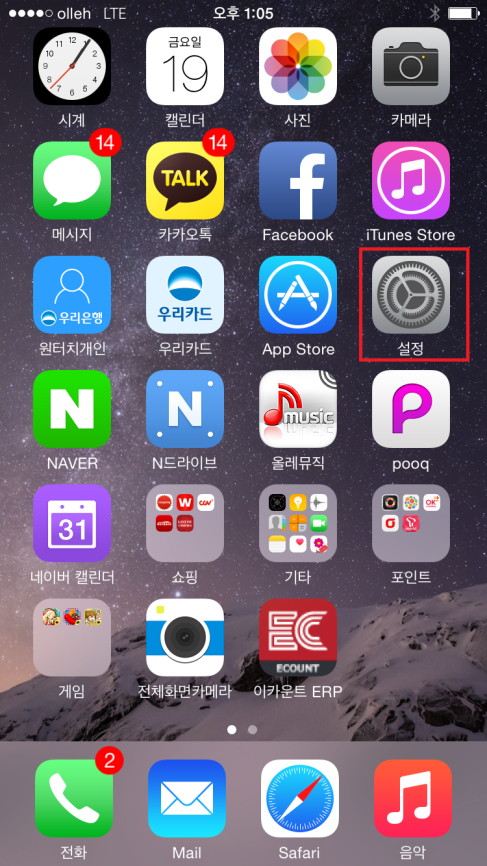 olleh LTE 오후 1:05
금요일
19
시계 캘린더 사진 카메라
14 14
TALK
메시지 카카오톡 Facebook iTunes Store
우리은행 우리카드
원터치개인 우리카드 App Store 설정
N N music
NAVER N드라이브 올레뮤직 pooq
31
네이버 캘린더 쇼핑 기타 포인트
EC
ECOUNT
게임 전체화면카메라 이카운트 ERP
2
전화 Mail Safari 음악